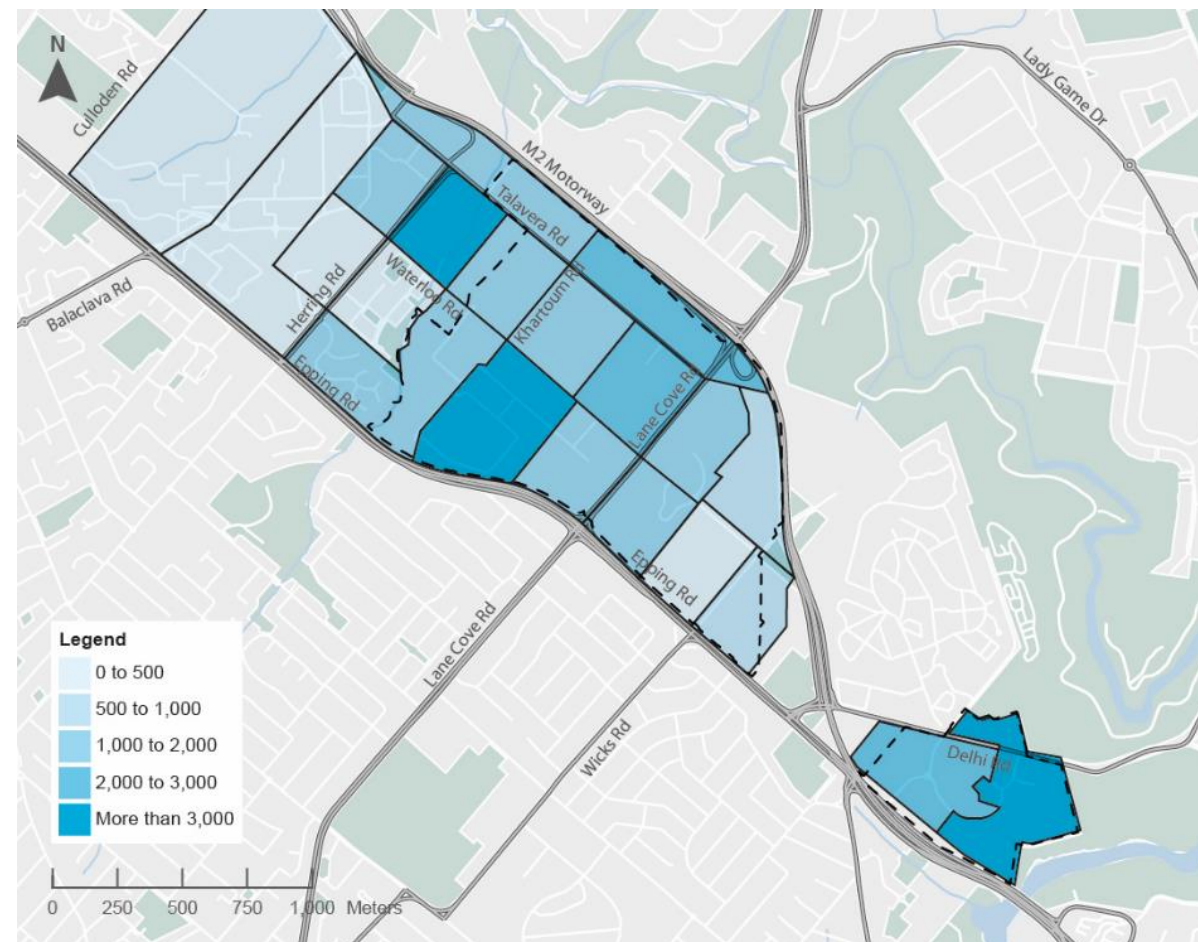 N
Culloden Rd
Lady Game Dr
M2 Motorway
Talavera Rd
Balaclava Rd
Herring Rd
Waterloo Rd
Khartoum Rd
Epping Rd
Lane Cove Rd
Epping Rd
Lane Cove Rd
Wicks Rd
Delhi Rd
Legend
0 to 500
500 to 1,000
1,000 to 2,000
2,000 to 3,000
More than 3,000
0 250 500 750 1,000 Meters